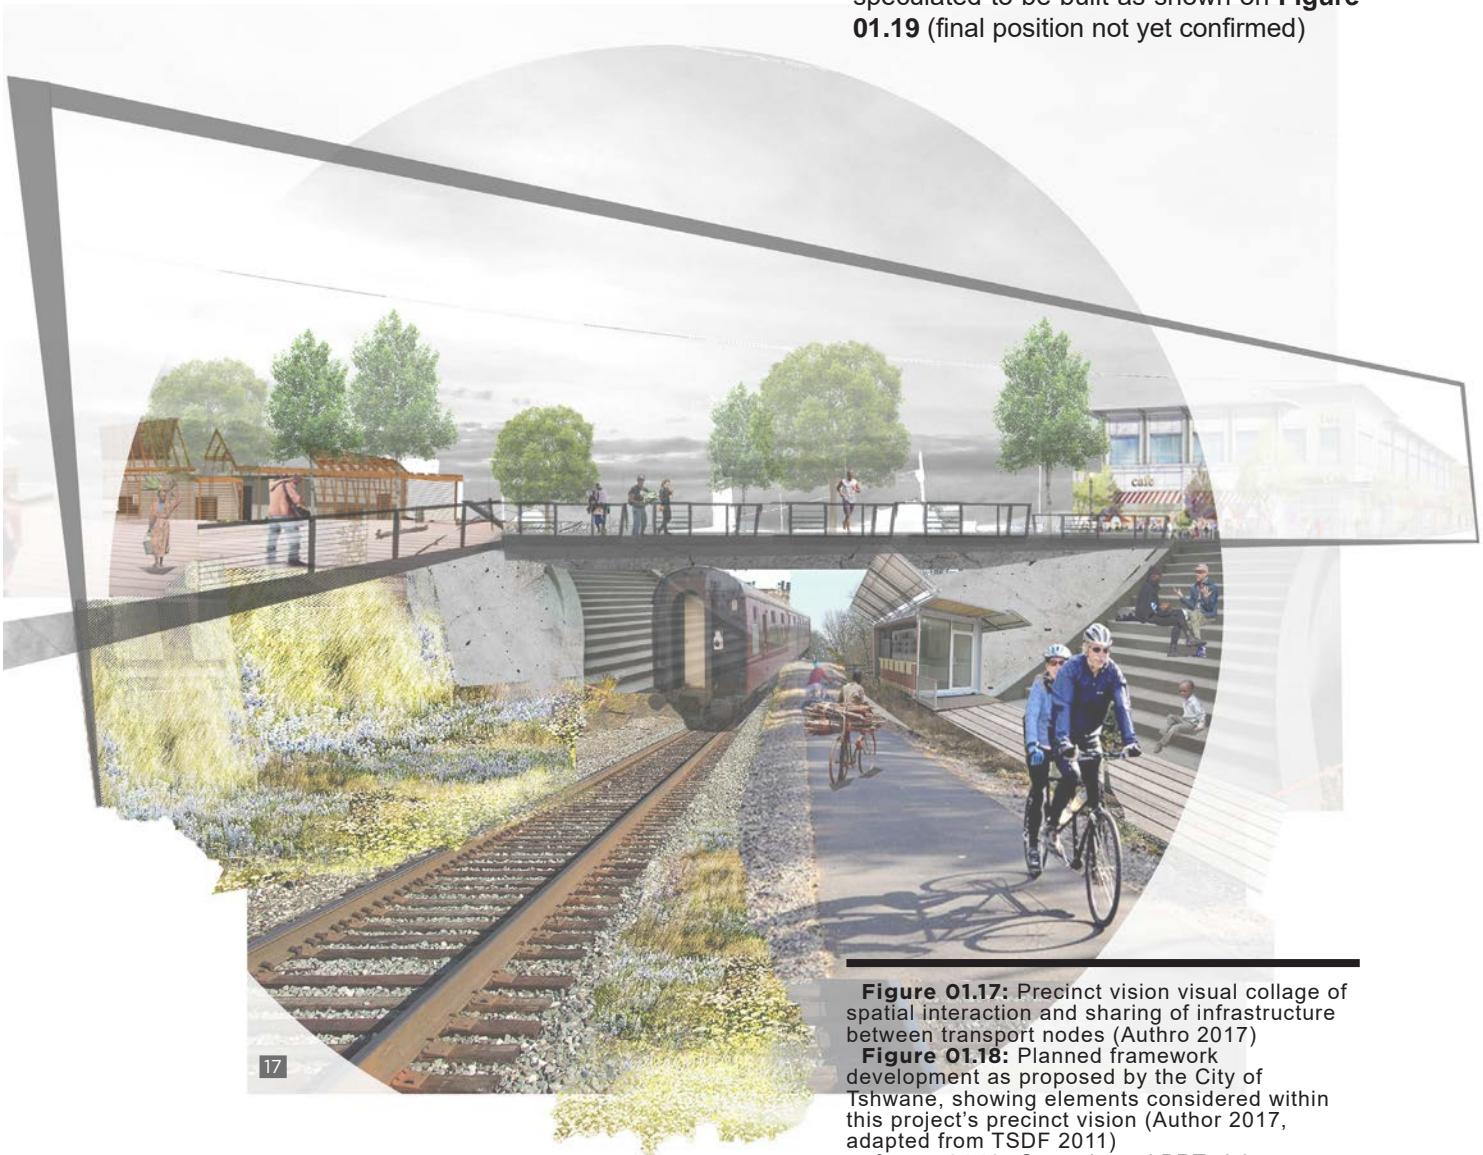 01.19 (final position not yet confirmed)
cafe
17
Figure 01.17: Precinct vision visual collage of
spatial interaction and sharing of infrastructure
between transport nodes (Authro 2017)
Figure 01.18: Planned framework
development as proposed by the City of
Tshwane, showing elements considered within
this project's precinct vision (Author 2017,
adapted from TSDF 2011)